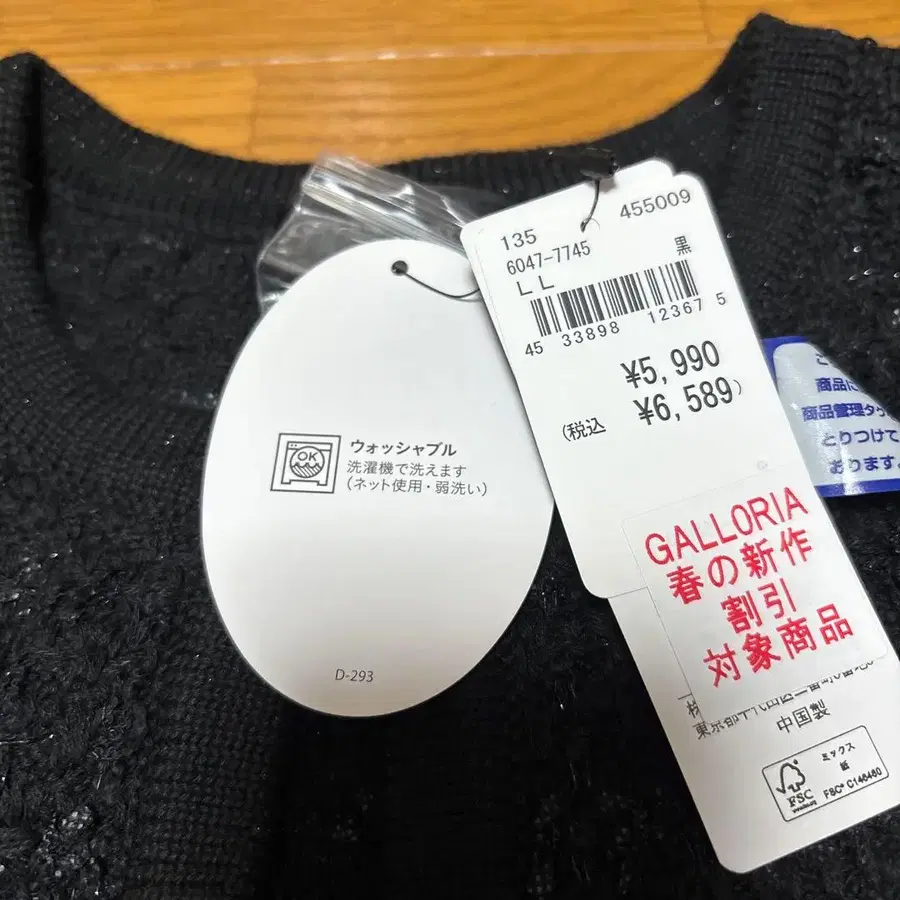 135
455009
6047-7745
黒
LL
45 33898 12367 5
¥5,990
(税込 ¥6,589)
GALLORIA
春の新作
割引
対象商品
中国製
FSC
ミックス
紙
FSC® C146460
OK
ウォッシャブル
洗濯機で洗えます
(ネット使用・弱洗い)
D-293
商品に
商品管理タグ
とりつけて
おります。